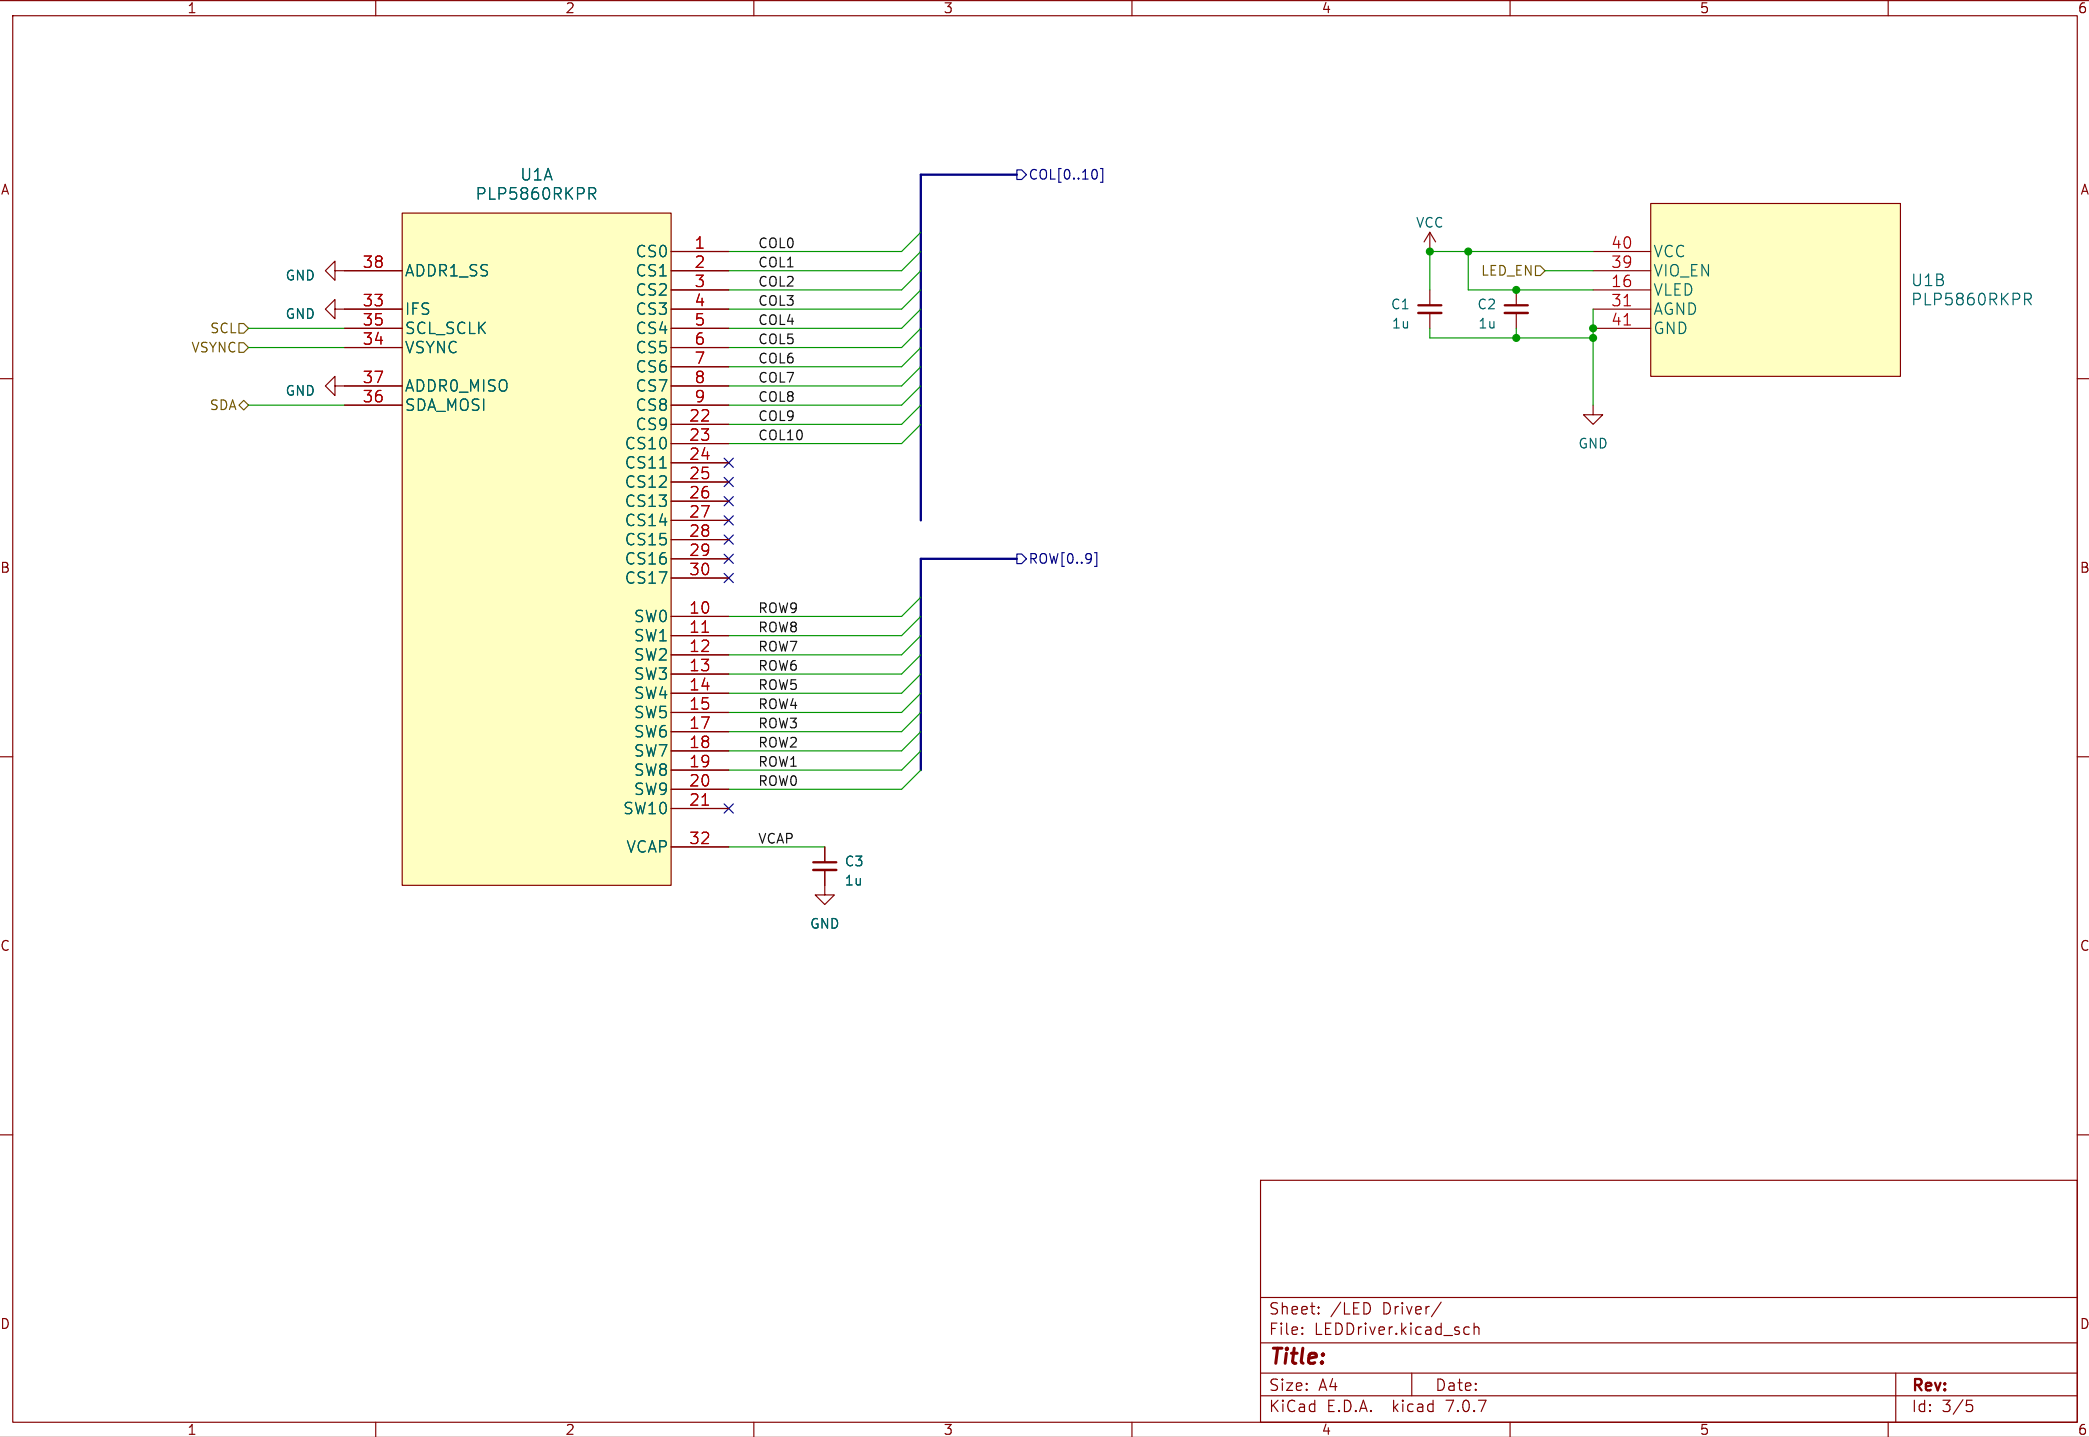 1 2 3 4 5 6
A
B
C
D
A
B
C
D
1 2 3 4 5 6
U1A
PLP5860RKPR
38 ADDR1_SS
33 IFS
35 SCL_SCLK
34 VSYNC
37 ADDR0_MISO
36 SDA_MOSI
GND
GND
SCL
VSYNC
GND
SDA
CS0 1 COL0
CS1 2 COL1
CS2 3 COL2
CS3 4 COL3
CS4 5 COL4
CS5 6 COL5
CS6 7 COL6
CS7 8 COL7
CS8 9 COL8
CS9 22 COL9
CS10 23 COL10
CS11 24
CS12 25
CS13 26
CS14 27
CS15 28
CS16 29
CS17 30
SW0 10 ROW9
SW1 11 ROW8
SW2 12 ROW7
SW3 13 ROW6
SW4 14 ROW5
SW5 15 ROW4
SW6 17 ROW3
SW7 18 ROW2
SW8 19 ROW1
SW9 20 ROW0
SW10 21
VCAP 32 VCAP
C3
1u
GND
COL[0..10]
ROW[0..9]
VCC
LED_EN
C1
1u
C2
1u
40 VCC
39 VIO_EN
16 VLED
31 AGND
41 GND
GND
U1B
PLP5860RKPR
Sheet: /LED Driver/
File: LEDDriver.kicad_sch
Title:
Size: A4 Date: Rev:
KiCad E.D.A. kicad 7.0.7 Id: 3/5